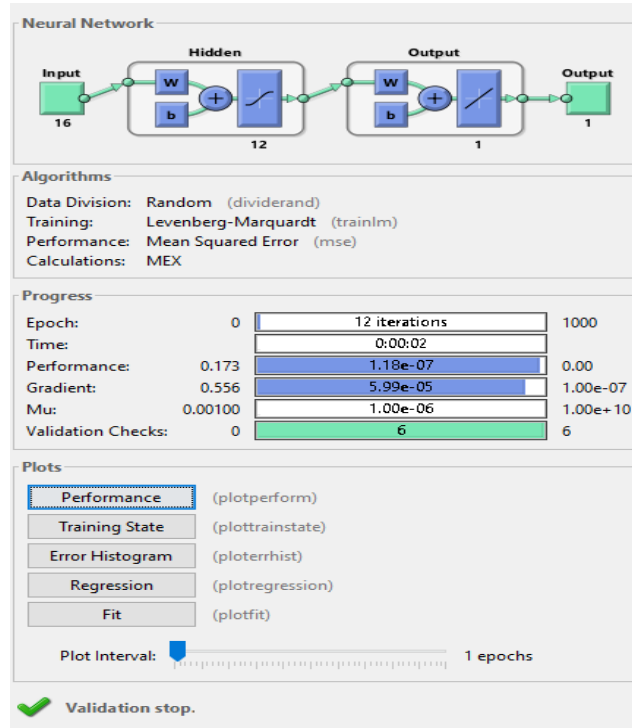 Neural Network
Hidden
Output
Input
Output
W
W
b
b
16
12
1
1
Algorithms
Data Division: Random (dividerand)
Training: Levenberg-Marquardt (trainlm)
Performance: Mean Squared Error (mse)
Calculations: MEX
Progress
Epoch: 0 12 iterations 1000
Time: 0:00:02
Performance: 0.173 1.18e-07 0.00
Gradient: 0.556 5.99e-05 1.00e-07
Mu: 0.00100 1.00e-06 1.00e+10
Validation Checks: 0 6 6
Plots
Performance (plotperform)
Training State (plottrainstate)
Error Histogram (ploterrhist)
Regression (plotregression)
Fit (plotfit)
Plot Interval: 1 epochs
Validation stop.